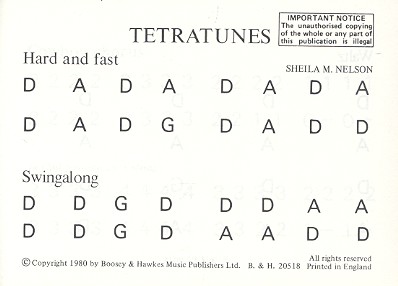 TETRATUNES
IMPORTANT NOTICE
The unauthorised copying
of the whole or any part of
this publication is illegal
Hard and fast
SHEILA M. NELSON
D A D A D A D A
D A D G D A D D
Swingalong
D D G D D D A A
D D G D A A D D
All rights reserved
© Copyright 1980 by Boosey & Hawkes Music Publishers Ltd. B. & H. 20518 Printed in England